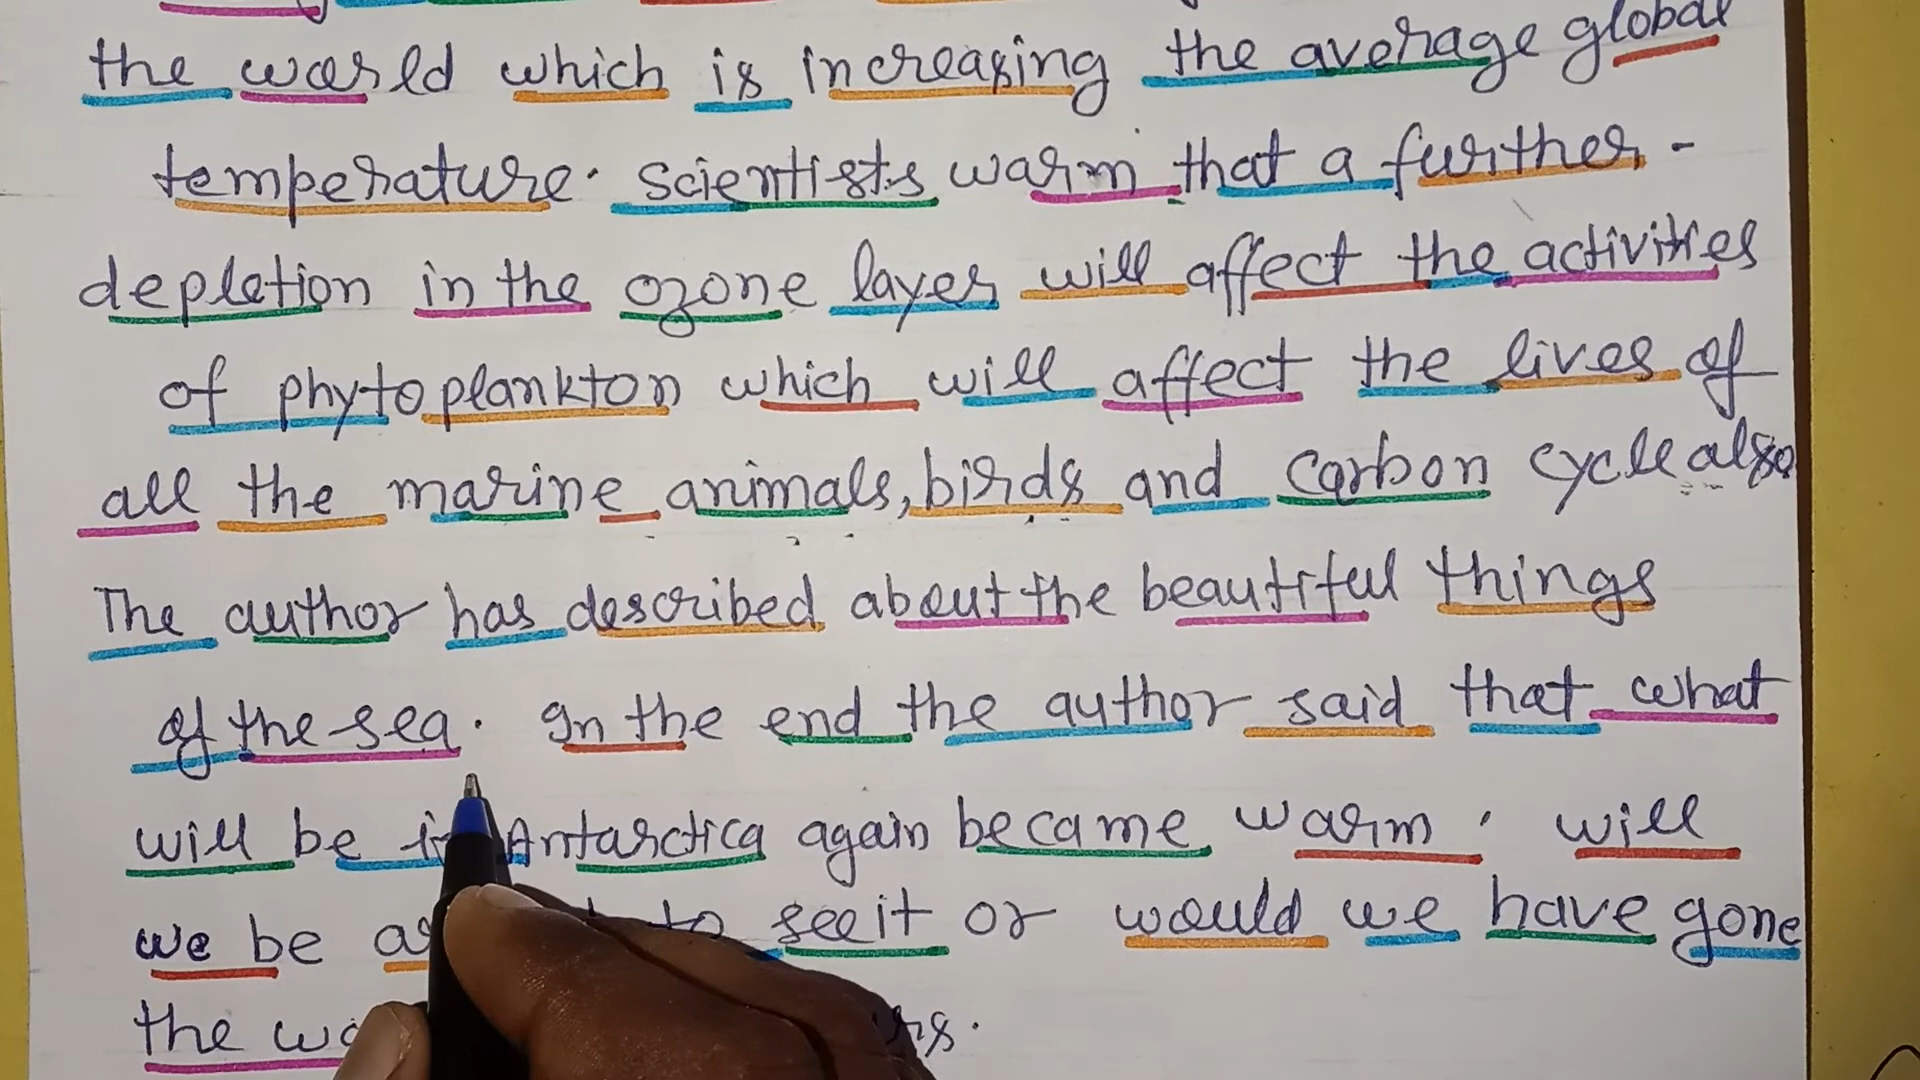 the world which is increasing the average global
temperature. scientists warm that a further -
depletion in the ozone layer will affect the activities
of phytoplankton which will affect the lives of
all the marine animals, birds and carbon cycle also
The author has described about the beautiful things
of the sea. In the end the author said that what
will be if Antarctica again became warm. will
we be to see it or would we have gone
the